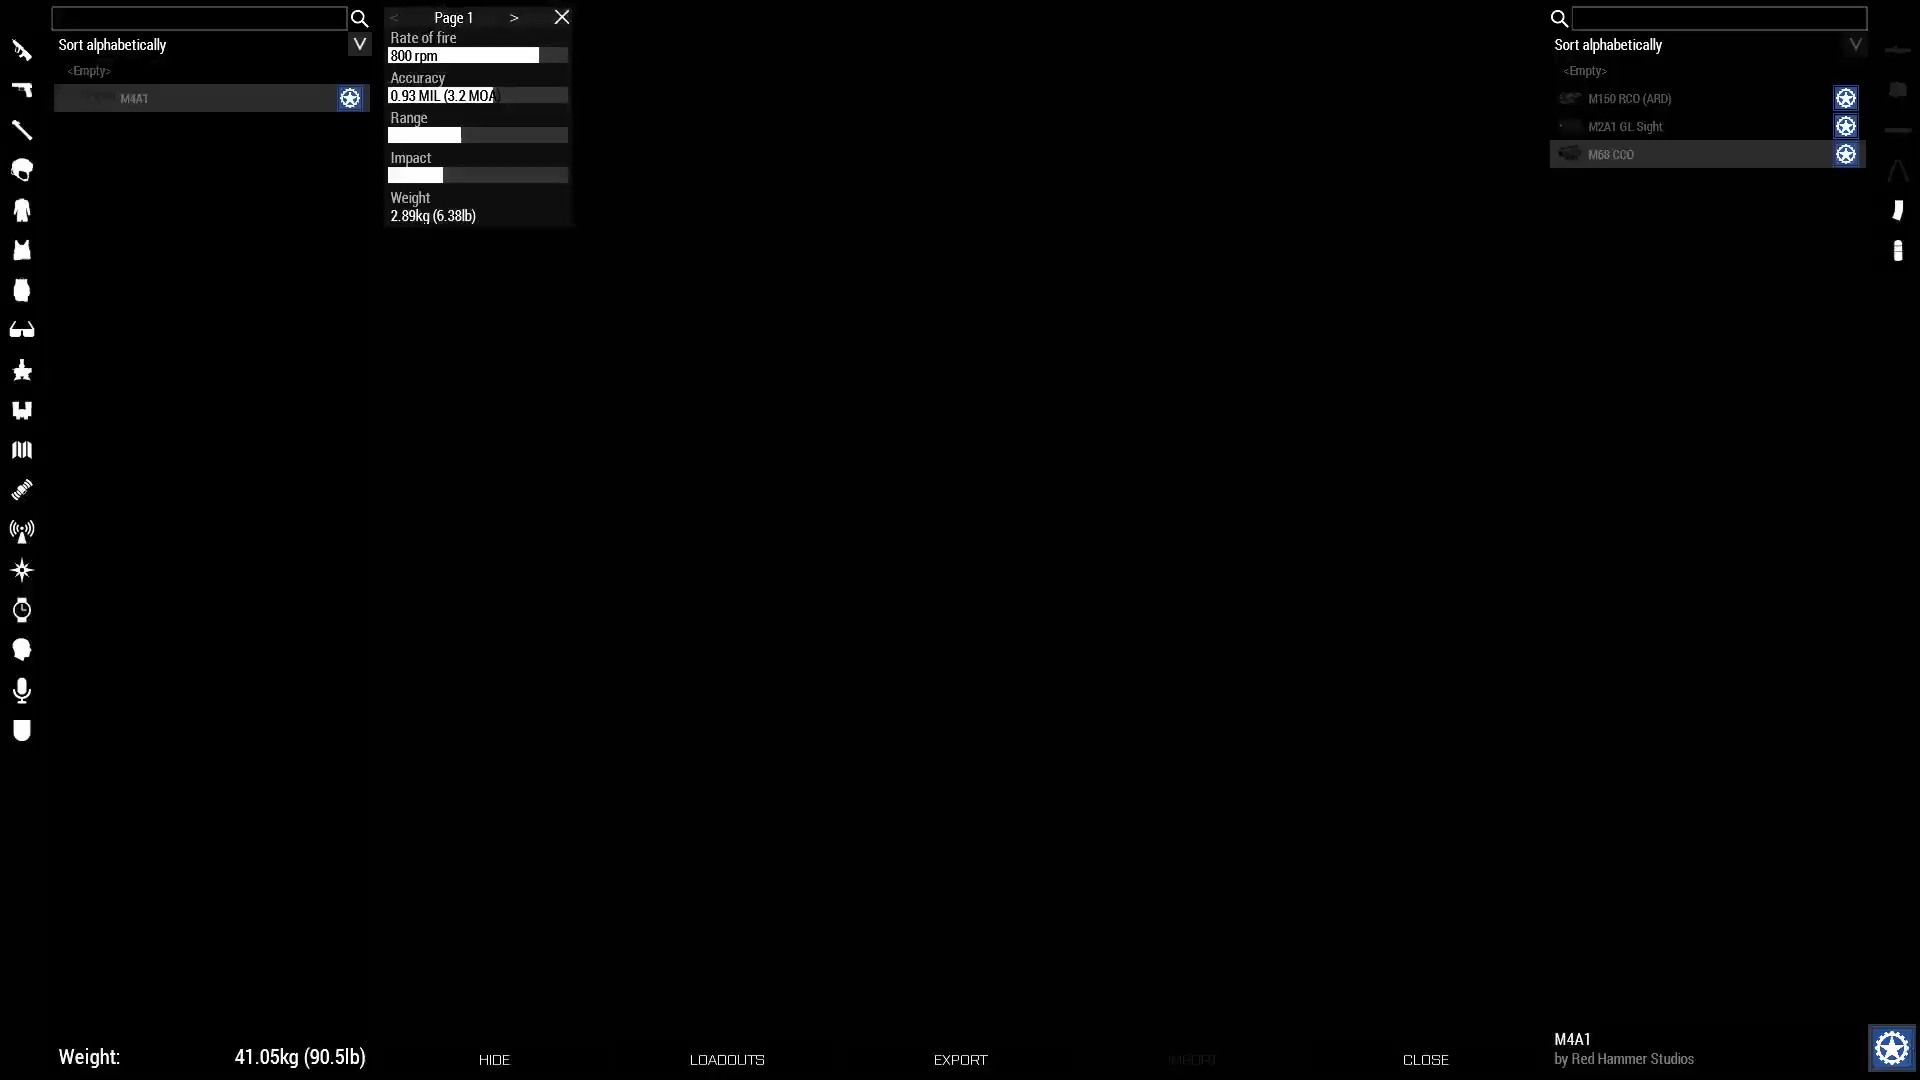 Sort alphabetically
V
<Empty>
M4A1
< Page 1 >
Rate of fire
800 rpm
Accuracy
0.93 MIL (3.2 MOA)
Range
Impact
Weight
2.89kg (6.38lb)
Sort alphabetically
V
<Empty>
M150 RCO (ARD)
M2A1 GL Sight
M68 CCO
Weight: 41.05kg (90.5lb)
HIDE
LOADOUTS
EXPORT
IMPORT
CLOSE
M4A1
by Red Hammer Studios